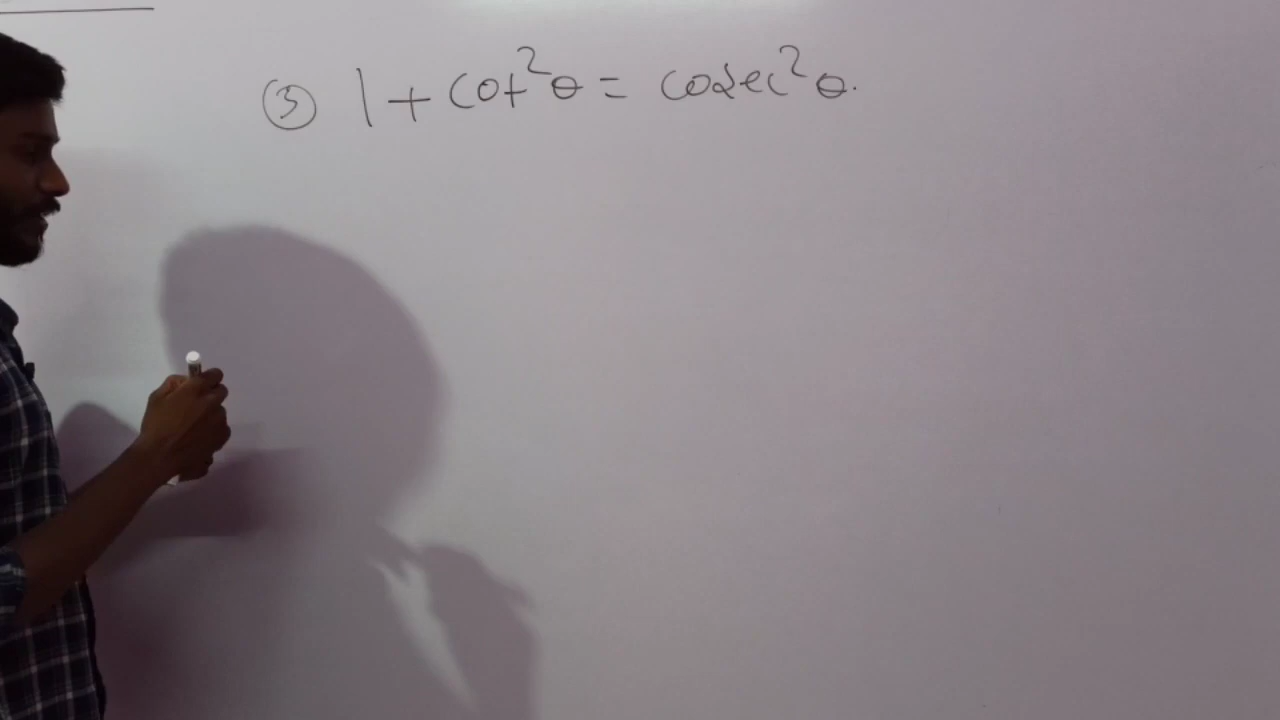 ③ 1 + cot²θ = cosec²θ.